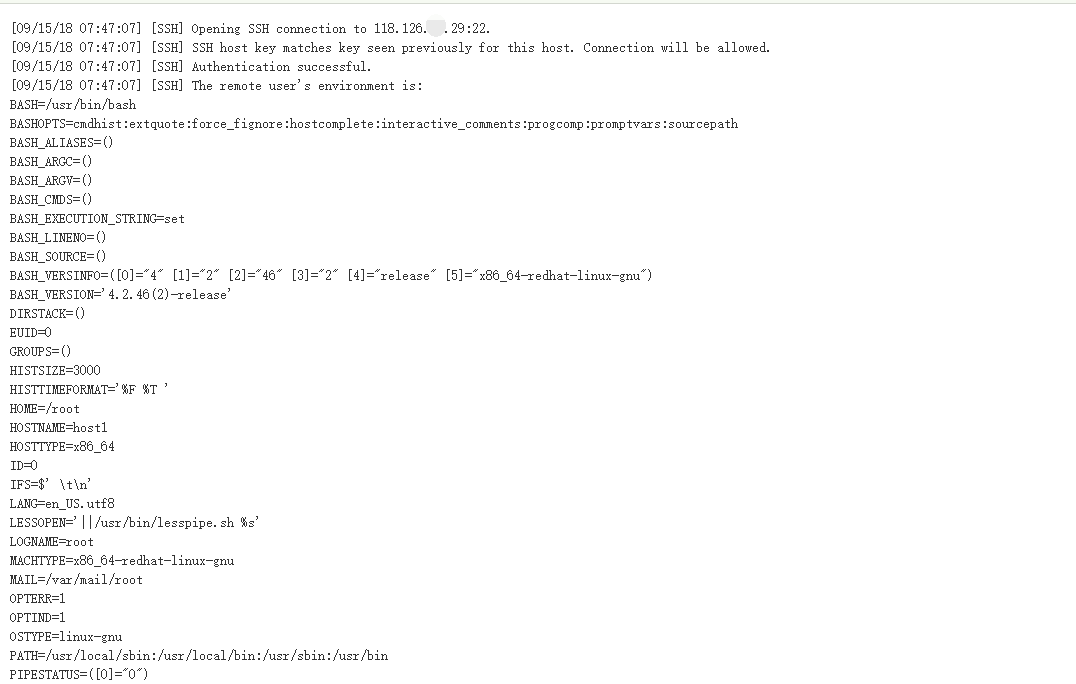 [09/15/18 07:47:07] [SSH] Opening SSH connection to 118.126. .29:22.
[09/15/18 07:47:07] [SSH] SSH host key matches key seen previously for this host. Connection will be allowed.
[09/15/18 07:47:07] [SSH] Authentication successful.
[09/15/18 07:47:07] [SSH] The remote user's environment is:
BASH=/usr/bin/bash
BASHOPTS=cmdhist:extquote:force_fignore:hostcomplete:interactive_comments:progcomp:promptvars:sourcepath
BASH_ALIASES=()
BASH_ARGC=()
BASH_ARGV=()
BASH_CMDS=()
BASH_EXECUTION_STRING=set
BASH_LINENO=()
BASH_SOURCE=()
BASH_VERSINFO=([0]="4" [1]="2" [2]="46" [3]="2" [4]="release" [5]="x86_64-redhat-linux-gnu")
BASH_VERSION='4.2.46(2)-release'
DIRSTACK=()
EUID=0
GROUPS=()
HISTSIZE=3000
HISTTIMEFORMAT='%F %T '
HOME=/root
HOSTNAME=host1
HOSTTYPE=x86_64
ID=0
IFS=$' \t\n'
LANG=en_US.utf8
LESSOPEN='||/usr/bin/lesspipe.sh %s'
LOGNAME=root
MACHTYPE=x86_64-redhat-linux-gnu
MAIL=/var/mail/root
OPTERR=1
OPTIND=1
OSTYPE=linux-gnu
PATH=/usr/local/sbin:/usr/local/bin:/usr/sbin:/usr/bin
PIPESTATUS=([0]="0")